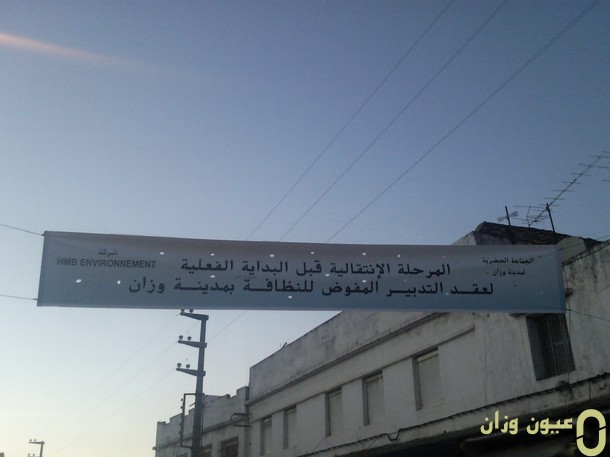 الجماعة الحضرية
لمدينة وزان
المرحلة الإنتقالية قبل البداية الفعلية
لعقد التدبير المفوض للنظافة بمدينة وزان
شركة
HMB ENVIRONNEMENT
عيون وزان